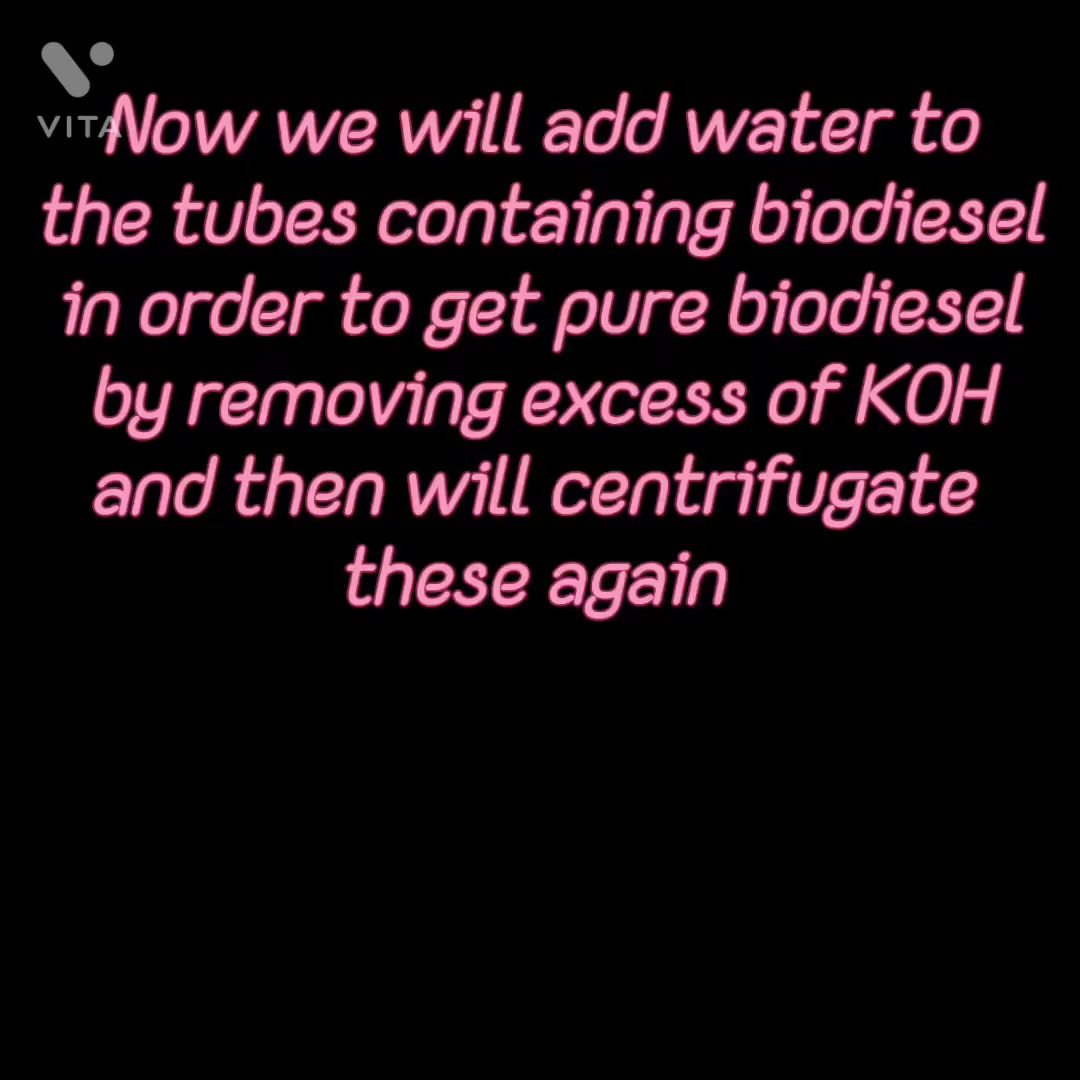 VITA
Now we will add water to
the tubes containing biodiesel
in order to get pure biodiesel
by removing excess of KOH
and then will centrifugate
these again